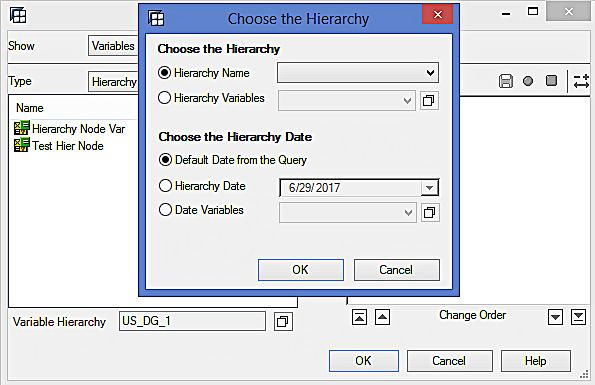 Choose the Hierarchy
Show
Variables
Type
Hierarchy
Name
Hierarchy Node Var
Test Hier Node
Choose the Hierarchy
Hierarchy Name
Hierarchy Variables
Choose the Hierarchy Date
Default Date from the Query
Hierarchy Date
6/29/2017
Date Variables
OK
Cancel
Variable Hierarchy
US_DG_1
Change Order
OK
Cancel
Help